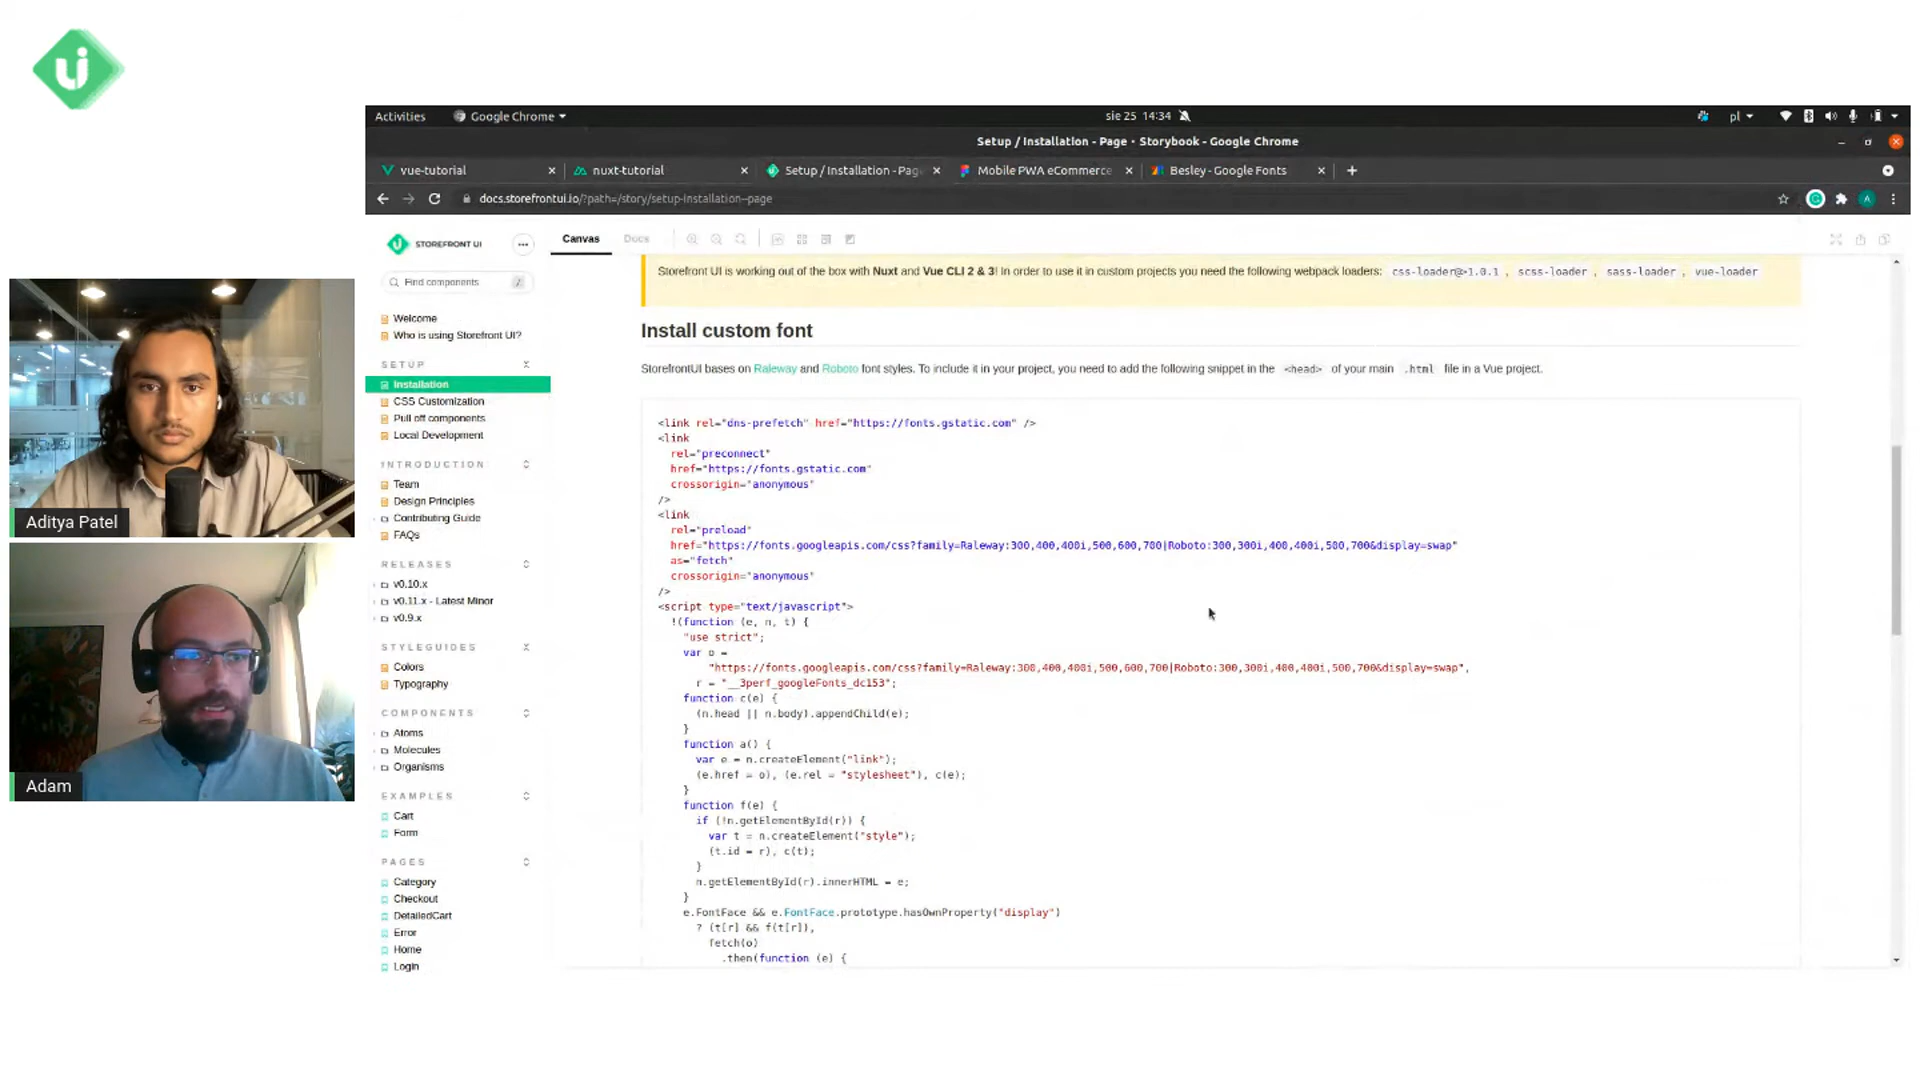 Activities
Google Chrome
sie 25 14:34
pl
Setup / Installation - Page • Storybook - Google Chrome
vue-tutorial
nuxt-tutorial
Setup / Installation - Pag
Mobile PWA eCommerce
Besley - Google Fonts
docs.storefrontui.io/?path=/story/setup-installation--page
STOREFRONT UI
Find components
/
Welcome
Who is using Storefront UI?
SETUP
Installation
CSS Customization
Pull off components
Local Development
INTRODUCTION
Team
Design Principles
Contributing Guide
FAQs
RELEASES
v0.10.x
v0.11.x - Latest Minor
v0.9.x
STYLEGUIDES
Colors
Typography
COMPONENTS
Atoms
Molecules
Organisms
EXAMPLES
Cart
Form
PAGES
Category
Checkout
DetailedCart
Error
Home
Login
Canvas
Docs
Storefront UI is working out of the box with Nuxt and Vue CLI 2 & 3! In order to use it in custom projects you need the following webpack loaders: css-loader@>1.0.1 , scss-loader , sass-loader , vue-loader
Install custom font
StorefrontUI bases on Raleway and Roboto font styles. To include it in your project, you need to add the following snippet in the <head> of your main .html file in a Vue project.
<link rel="dns-prefetch" href="https://fonts.gstatic.com" />
<link
rel="preconnect"
href="https://fonts.gstatic.com"
crossorigin="anonymous"
/>
<link
rel="preload"
href="https://fonts.googleapis.com/css?family=Raleway:300,400,400i,500,600,700|Roboto:300,300i,400,400i,500,700&display=swap"
as="fetch"
crossorigin="anonymous"
/>
<script type="text/javascript">
!(function (e, n, t) {
"use strict";
var o =
"https://fonts.googleapis.com/css?family=Raleway:300,400,400i,500,600,700|Roboto:300,300i,400,400i,500,700&display=swap",
r = "__3perf_googleFonts_dc153";
function c(e) {
(n.head || n.body).appendChild(e);
}
function a() {
var e = n.createElement("link");
(e.href = o), (e.rel = "stylesheet"), c(e);
}
function f(e) {
if (!n.getElementById(r)) {
var t = n.createElement("style");
(t.id = r), c(t);
}
n.getElementById(r).innerHTML = e;
}
e.FontFace && e.FontFace.prototype.hasOwnProperty("display")
? (t[r] && f(t[r]),
fetch(o)
.then(function (e) {
Aditya Patel
Adam